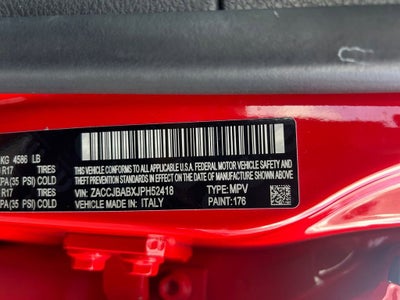 KG 4586 LB
R17 TIRES
PA(35 PSI) COLD
R17 TIRES
PA(35 PSI) COLD
THIS VEHICLE CONFORMS TO ALL APPLICABLE U.S.A. FEDERAL MOTOR VEHICLE SAFETY
AND THEFT PREVENTION STANDARDS IN EFFECT ON THE DATE OF MANUFACTURE SHOWN ABOVE.
VIN: ZACCJBABXJPH52418 TYPE: MPV
VEHICLE MADE IN: ITALY PAINT: 176